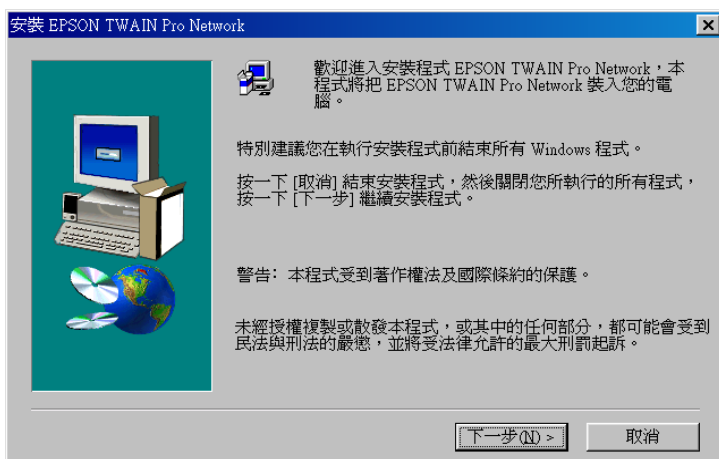 安裝 EPSON TWAIN Pro Network
歡迎進入安裝程式 EPSON TWAIN Pro Network，本
程式將把 EPSON TWAIN Pro Network 裝入您的電
腦。
特別建議您在執行安裝程式前結束所有 Windows 程式。
按一下 [取消] 結束安裝程式，然後關閉您所執行的所有程式，
按一下 [下一步] 繼續安裝程式。
警告: 本程式受到著作權法及國際條約的保護。
未經授權複製或散發本程式，或其中的任何部分，都可能會受到
民法與刑法的嚴懲，並將受法律允許的最大刑罰起訴。
下一步(N) >
取消